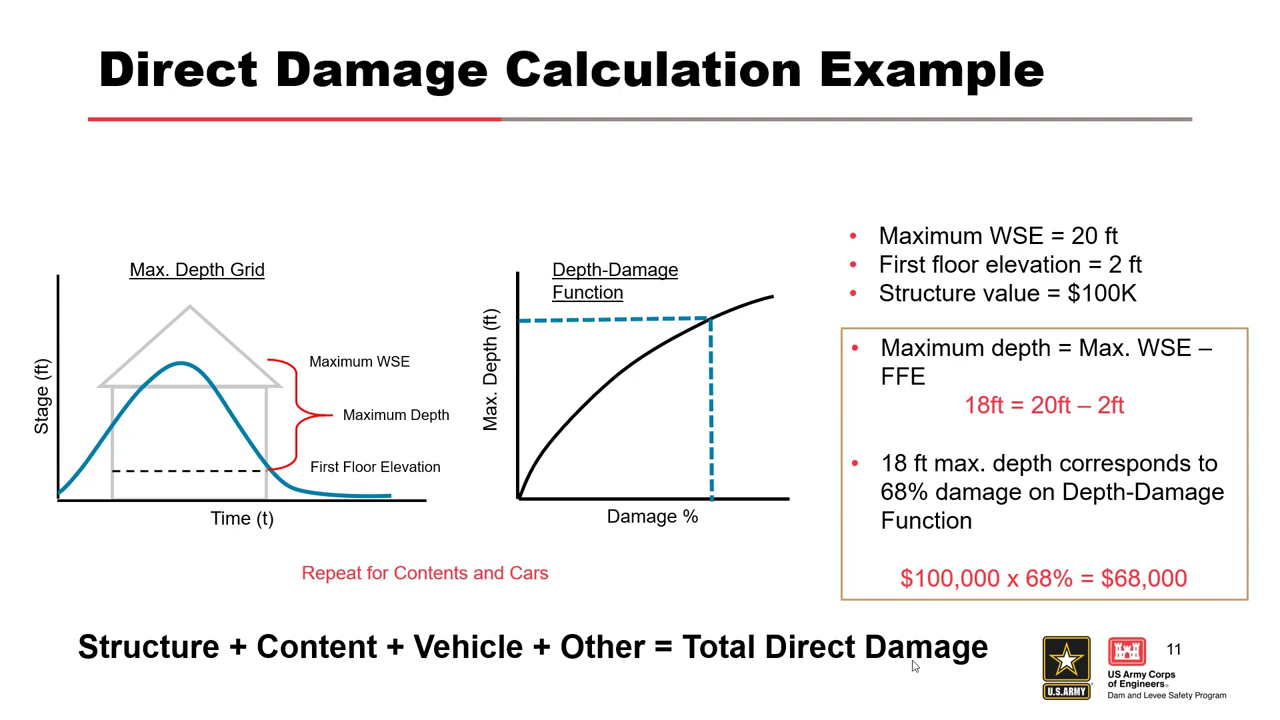 Direct Damage Calculation Example
Max. Depth Grid
Stage (ft)
Maximum WSE
Maximum Depth
First Floor Elevation
Time (t)
Depth-Damage
Function
Max. Depth (ft)
Damage %
• Maximum WSE = 20 ft
• First floor elevation = 2 ft
• Structure value = $100K
• Maximum depth = Max. WSE –
FFE
18ft = 20ft – 2ft
• 18 ft max. depth corresponds to
68% damage on Depth-Damage
Function
$100,000 x 68% = $68,000
Repeat for Contents and Cars
Structure + Content + Vehicle + Other = Total Direct Damage
U.S.ARMY
US Army Corps
of Engineers®
Dam and Levee Safety Program
11